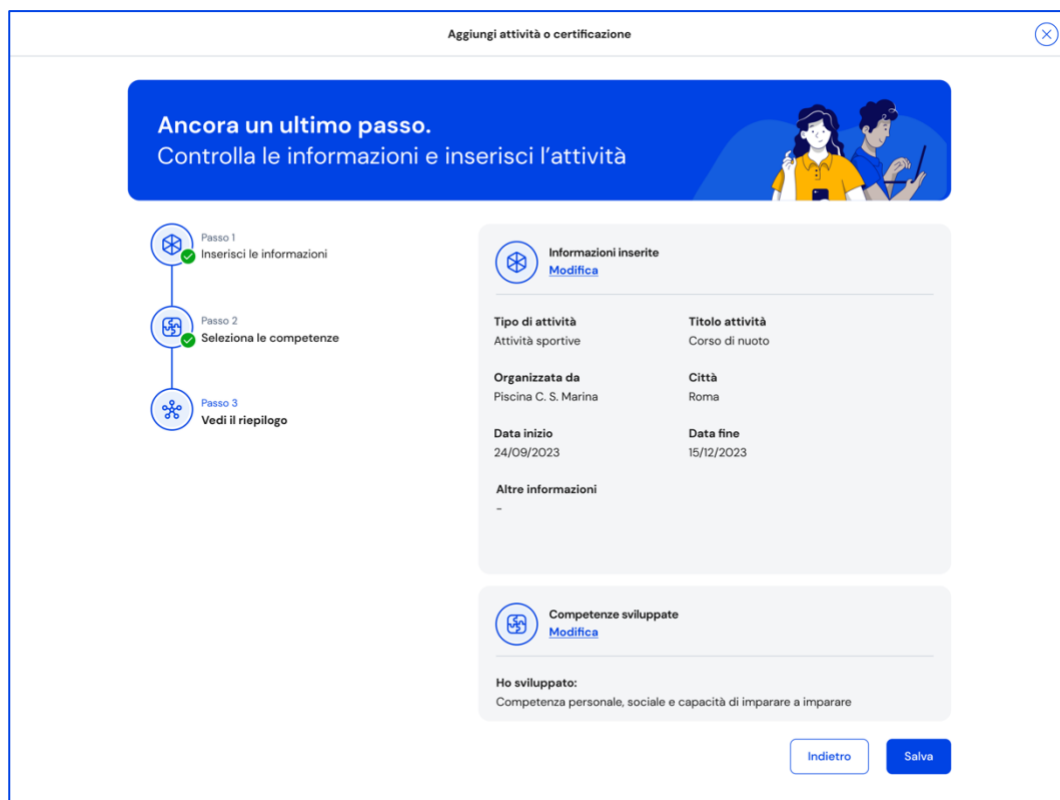 Aggiungi attività o certificazione
Ancora un ultimo passo.
Controlla le informazioni e inserisci l'attività
Passo 1
Inserisci le informazioni
Passo 2
Seleziona le competenze
Passo 3
Vedi il riepilogo
Informazioni inserite
Modifica
Tipo di attività
Attività sportive
Titolo attività
Corso di nuoto
Organizzata da
Piscina C. S. Marina
Città
Roma
Data inizio
24/09/2023
Data fine
15/12/2023
Altre informazioni
-
Competenze sviluppate
Modifica
Ho sviluppato:
Competenza personale, sociale e capacità di imparare a imparare
Indietro
Salva